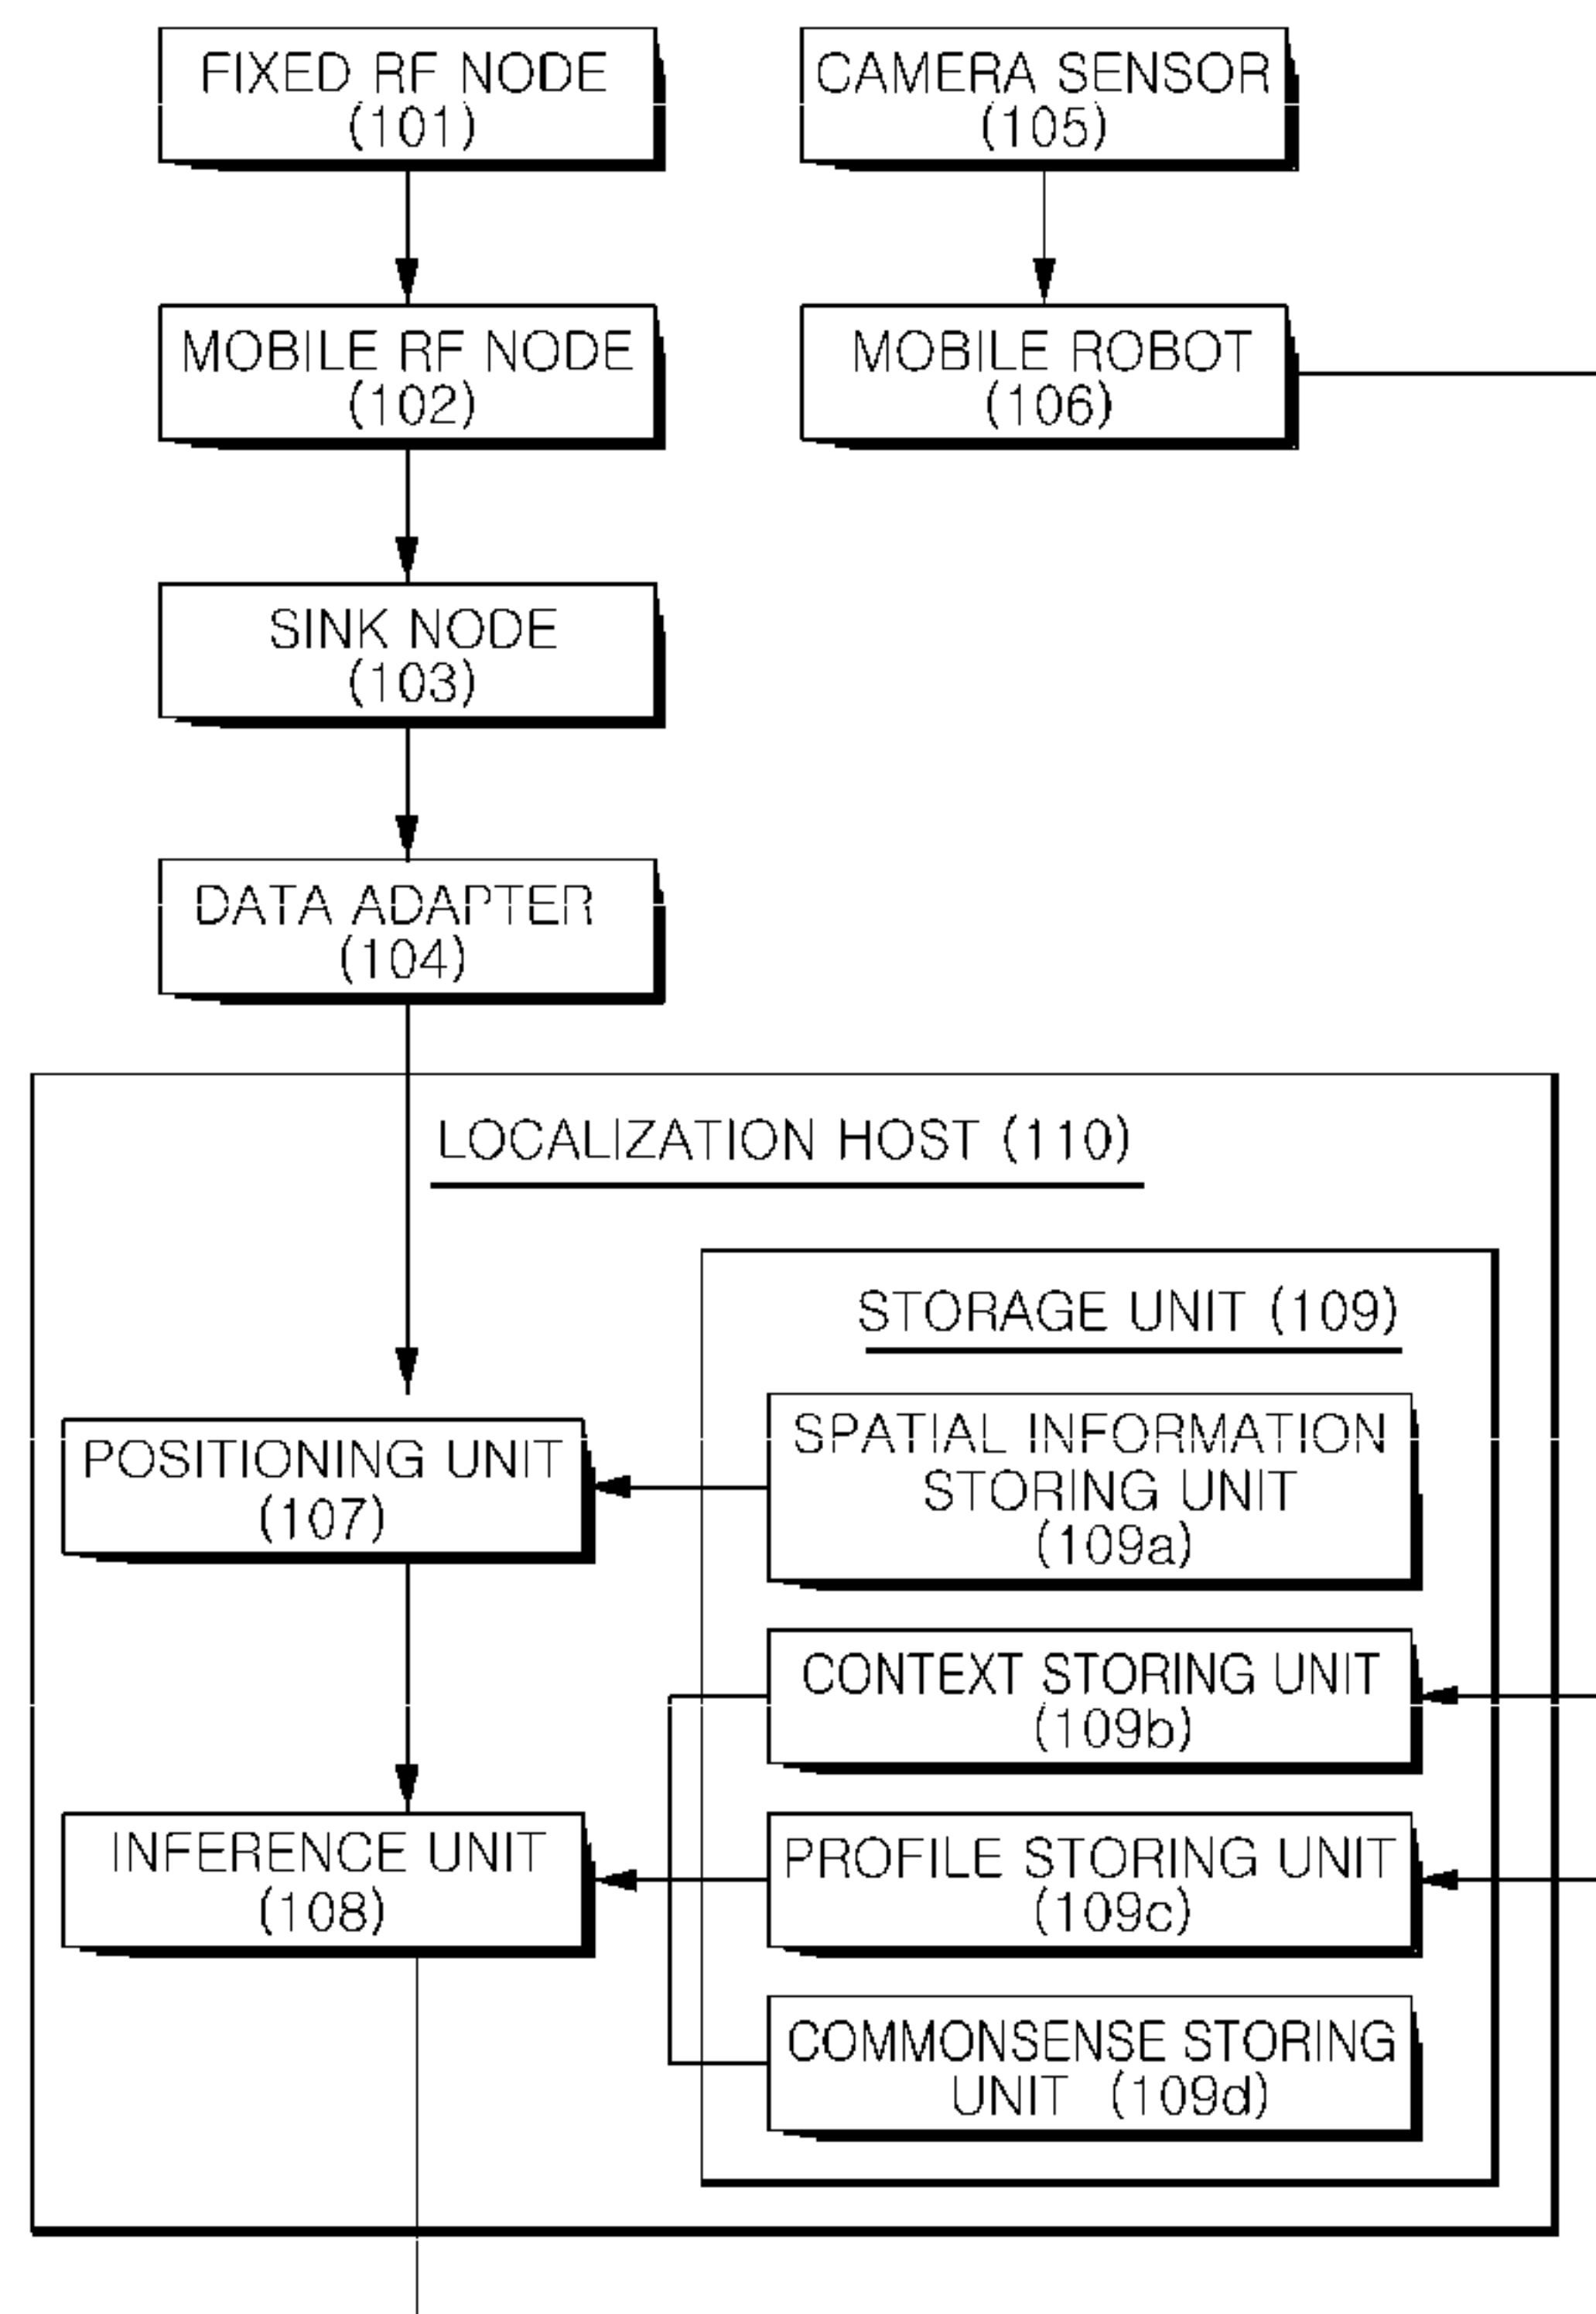 FIXED RF NODE
(101)
CAMERA SENSOR
(105)
MOBILE RF NODE
(102)
MOBILE ROBOT
(106)
SINK NODE
(103)
DATA ADAPTER
(104)
LOCALIZATION HOST (110)
STORAGE UNIT (109)
POSITIONING UNIT
(107)
SPATIAL INFORMATION
STORING UNIT
(109a)
CONTEXT STORING UNIT
(109b)
INFERENCE UNIT
(108)
PROFILE STORING UNIT
(109c)
COMMONSENSE STORING
UNIT (109d)